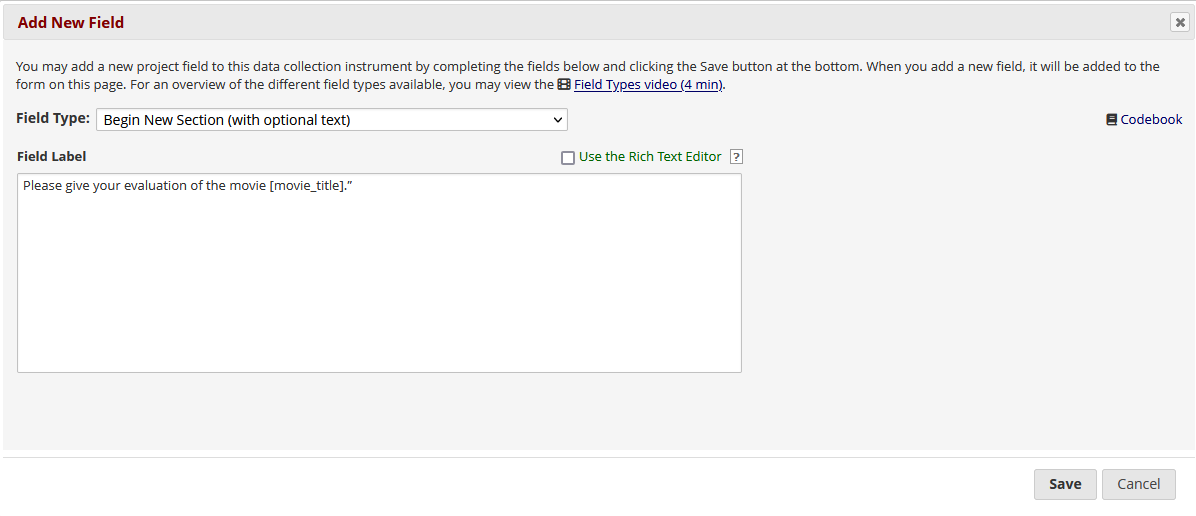 Add New Field
You may add a new project field to this data collection instrument by completing the fields below and clicking the Save button at the bottom. When you add a new field, it will be added to the
form on this page. For an overview of the different field types available, you may view the Field Types video (4 min).
Field Type: Begin New Section (with optional text)
Codebook
Field Label
Use the Rich Text Editor ?
Please give your evaluation of the movie [movie_title].”
Save Cancel